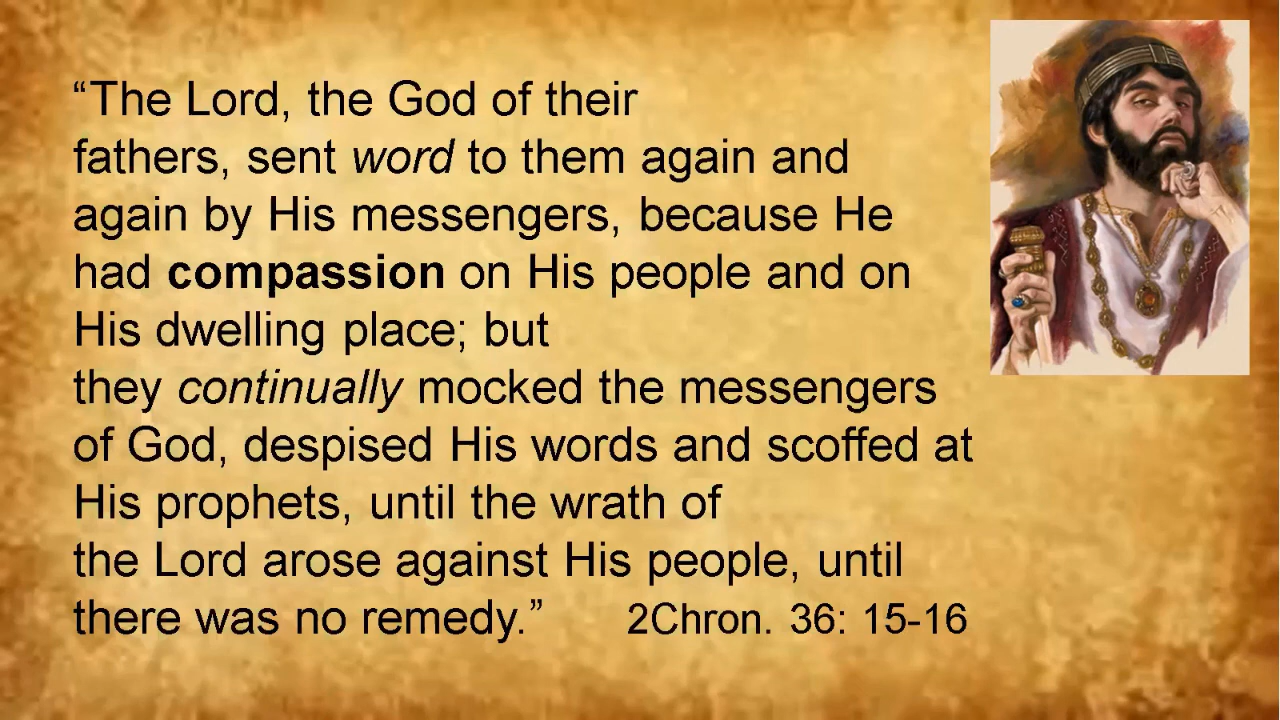 “The Lord, the God of their
fathers, sent word to them again and
again by His messengers, because He
had compassion on His people and on
His dwelling place; but
they continually mocked the messengers
of God, despised His words and scoffed at
His prophets, until the wrath of
the Lord arose against His people, until
there was no remedy.” 2Chron. 36: 15-16